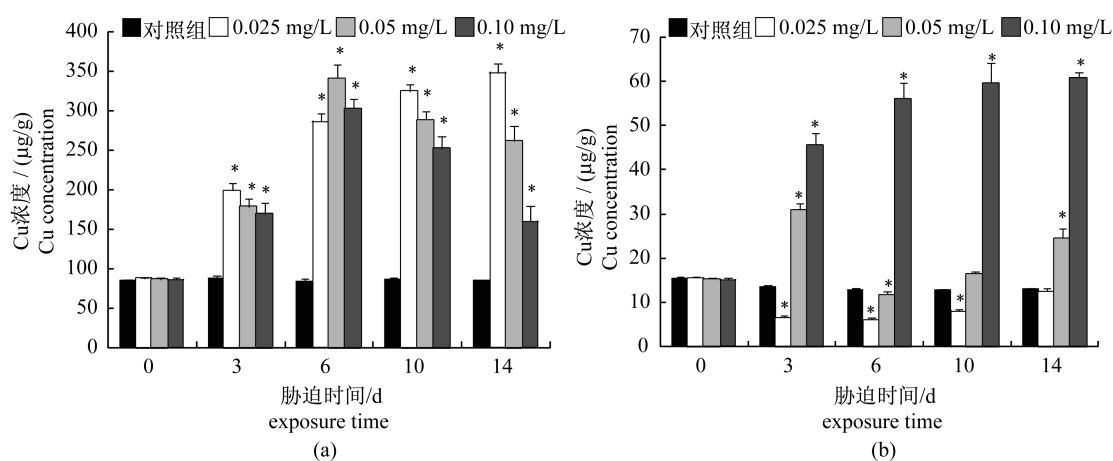 对照组 0.025 mg/L 0.05 mg/L 0.10 mg/L
400
350
300
250
200
150
100
50
0
Cu浓度 / (μg/g)
Cu concentration
* * * * * * * * * * * *
0 3 6 10 14
胁迫时间/d
exposure time
(a)
对照组 0.025 mg/L 0.05 mg/L 0.10 mg/L
70
60
50
40
30
20
10
0
Cu浓度 / (μg/g)
Cu concentration
* * * * * * * * * *
0 3 6 10 14
胁迫时间/d
exposure time
(b)